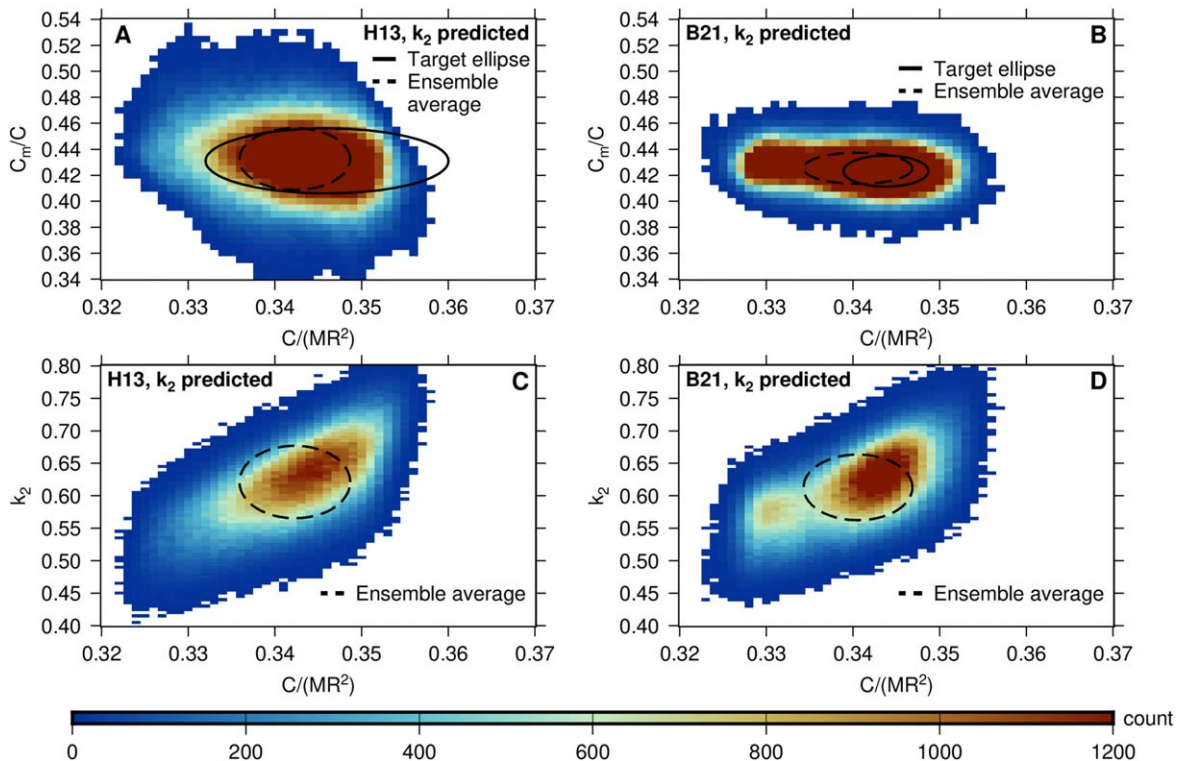 A
H13, k₂ predicted
Target ellipse
Ensemble
average
0.54
0.52
0.50
0.48
0.46
0.44
0.42
0.40
0.38
0.36
0.34
Cₘ/C
0.32 0.33 0.34 0.35 0.36 0.37
C/(MR²)
B21, k₂ predicted
B
Target ellipse
Ensemble average
0.54
0.52
0.50
0.48
0.46
0.44
0.42
0.40
0.38
0.36
0.34
Cₘ/C
0.32 0.33 0.34 0.35 0.36 0.37
C/(MR²)
H13, k₂ predicted
C
0.80
0.75
0.70
0.65
0.60
0.55
0.50
0.45
0.40
k₂
Ensemble average
0.32 0.33 0.34 0.35 0.36 0.37
C/(MR²)
B21, k₂ predicted
D
0.80
0.75
0.70
0.65
0.60
0.55
0.50
0.45
0.40
k₂
Ensemble average
0.32 0.33 0.34 0.35 0.36 0.37
C/(MR²)
count
0 200 400 600 800 1000 1200